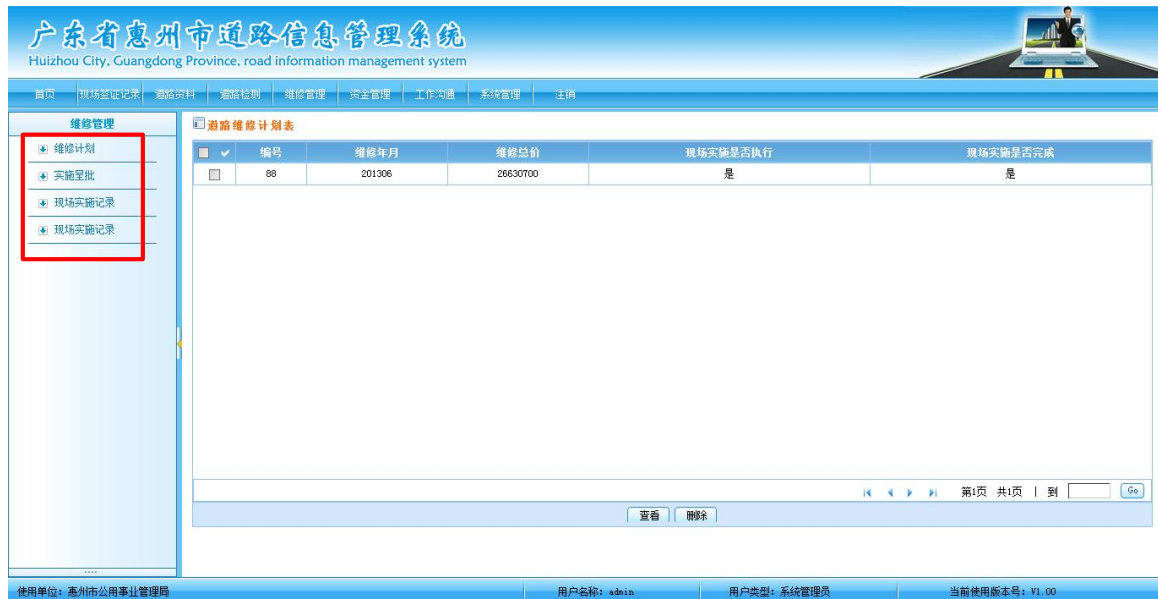 广东省惠州市道路信息管理系统
Huizhou City, Guangdong Province, road information management system
首页 现场签证记录 道路资料 道路检测 维修管理 资金管理 工作沟通 系统管理 注销
维修管理
维修计划
实施呈批
现场实施记录
现场实施记录
道路维修计划表
编号 维修年月 维修总价 现场实施是否执行 现场实施是否完成
88 201306 26630700 是 是
第1页 共1页 | 到 Go
查看 删除
使用单位：惠州市公用事业管理局 用户名称：admin 用户类型：系统管理员 当前使用版本号：V1.00